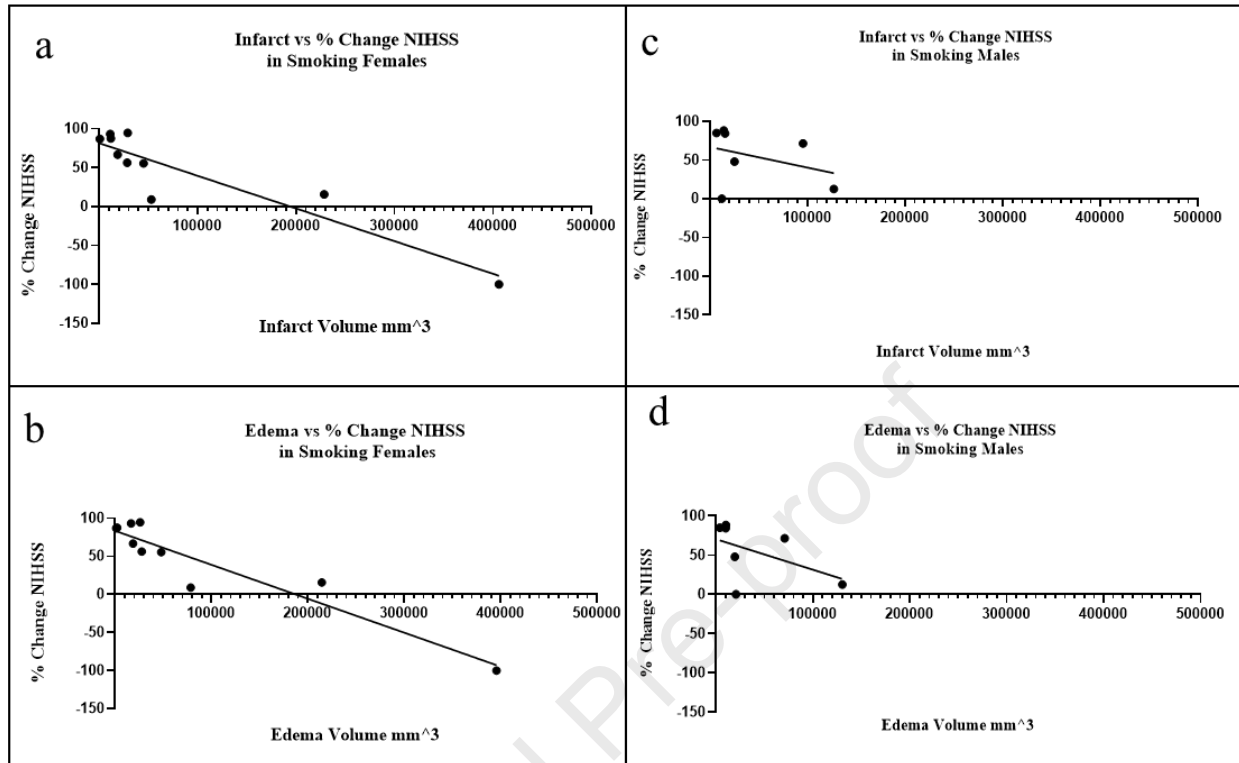 a
Infarct vs % Change NIHSS
in Smoking Females
% Change NIHSS
100
50
0
-50
-100
-150
100000 200000 300000 400000 500000
Infarct Volume mm^3
c
Infarct vs % Change NIHSS
in Smoking Males
% Change NIHSS
100
50
0
-50
-100
-150
100000 200000 300000 400000 500000
Infarct Volume mm^3
b
Edema vs % Change NIHSS
in Smoking Females
% Change NIHSS
100
50
0
-50
-100
-150
100000 200000 300000 400000 500000
Edema Volume mm^3
d
Edema vs % Change NIHSS
in Smoking Males
% Change NIHSS
100
50
0
-50
-100
-150
100000 200000 300000 400000 500000
Edema Volume mm^3
Pre-proof